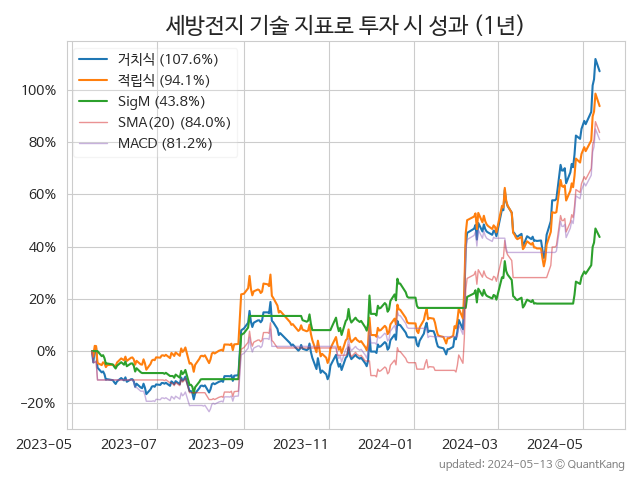 세방전지 기술 지표로 투자 시 성과 (1년)
거치식 (107.6%)
적립식 (94.1%)
SigM (43.8%)
SMA(20) (84.0%)
MACD (81.2%)
100%
80%
60%
40%
20%
0%
−20%
2023-05 2023-07 2023-09 2023-11 2024-01 2024-03 2024-05
updated: 2024-05-13 ⓒ QuantKang